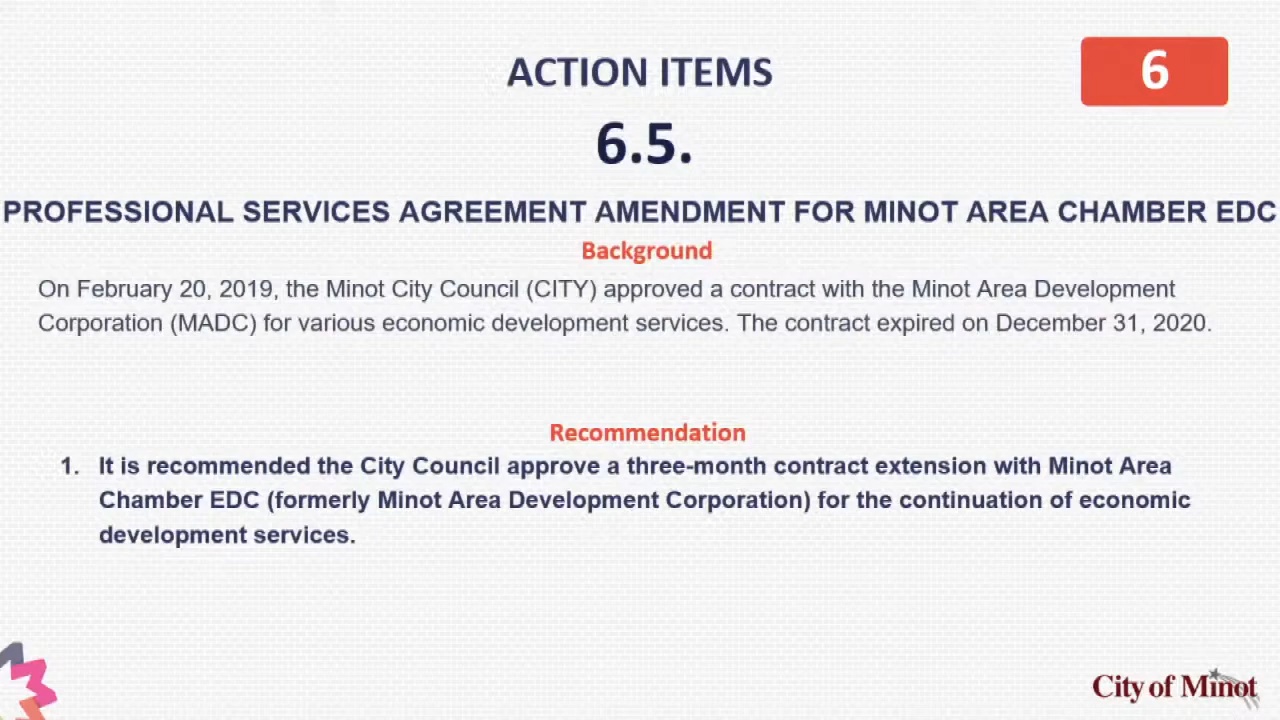 ACTION ITEMS
6
6.5.
PROFESSIONAL SERVICES AGREEMENT AMENDMENT FOR MINOT AREA CHAMBER EDC
Background
On February 20, 2019, the Minot City Council (CITY) approved a contract with the Minot Area Development
Corporation (MADC) for various economic development services. The contract expired on December 31, 2020.
Recommendation
1. It is recommended the City Council approve a three-month contract extension with Minot Area
Chamber EDC (formerly Minot Area Development Corporation) for the continuation of economic
development services.
City of Minot